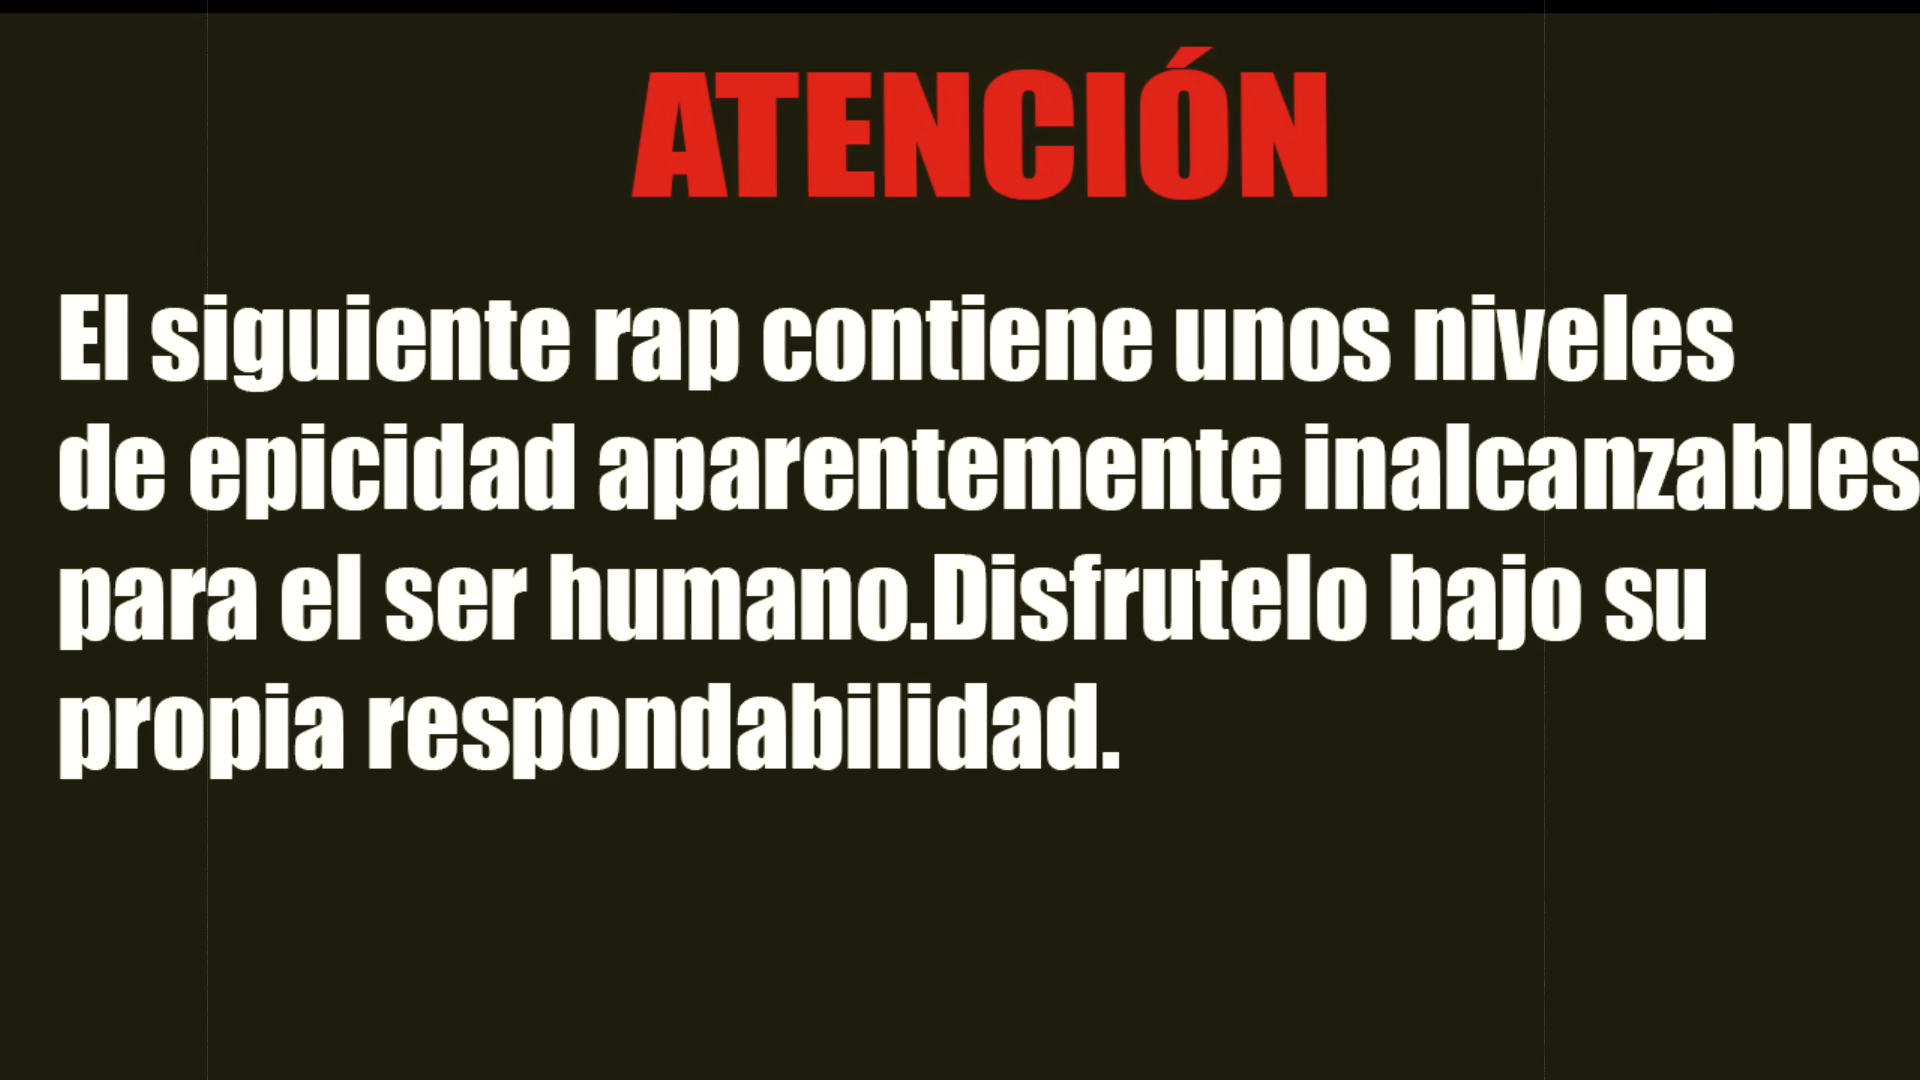 ATENCIÓN
El siguiente rap contiene unos niveles
de epicidad aparentemente inalcanzables
para el ser humano.Disfrutelo bajo su
propia respondabilidad.